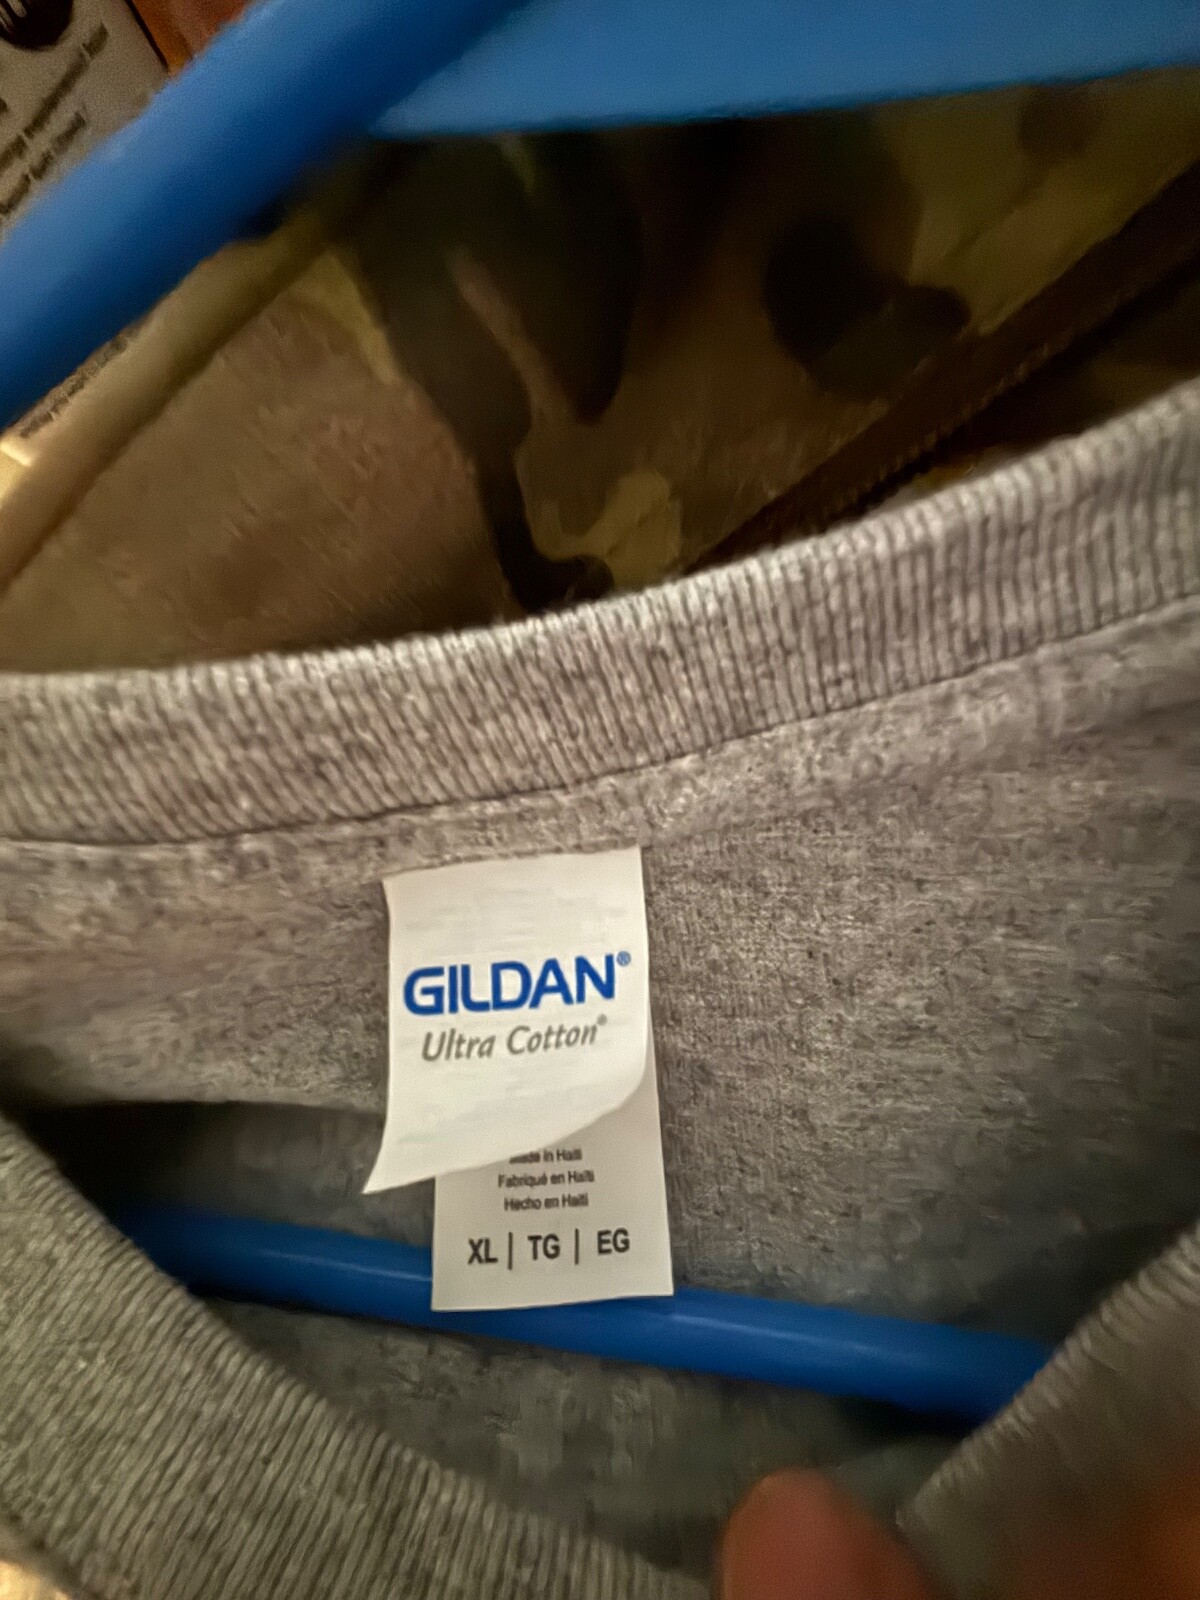 GILDAN®
Ultra Cotton®
Made in Haiti
Fabriqué en Haïti
Hecho en Haití
XL | TG | EG